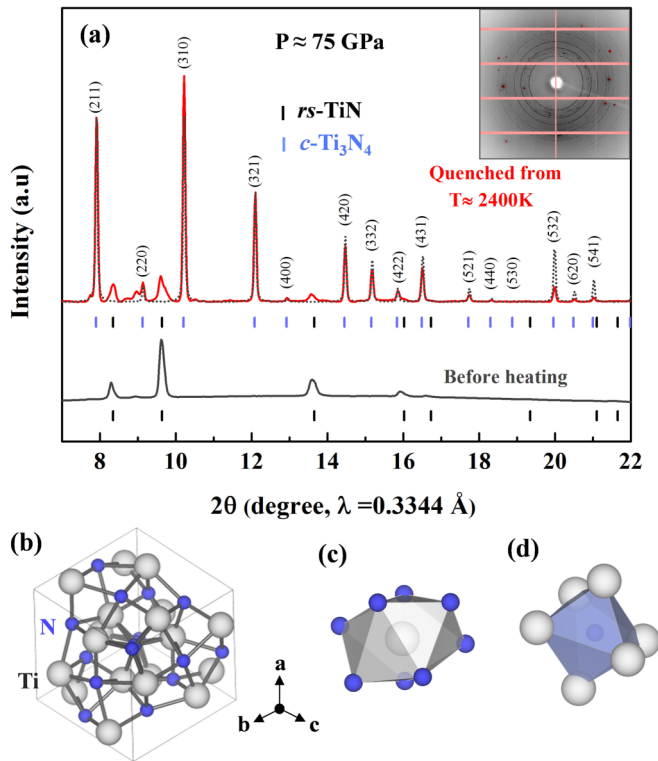 (a)
P ≈ 75 GPa
(211)
(310)
rs-TiN
c-Ti₃N₄
Quenched from
T≈ 2400K
(220)
(321)
(400)
(420)
(332)
(422)
(431)
(521)
(440)
(530)
(532)
(620)
(541)
Intensity (a.u)
Before heating
8 10 12 14 16 18 20 22
2θ (degree, λ =0.3344 Å)
(b)
(c)
(d)
N
Ti
a
b
c